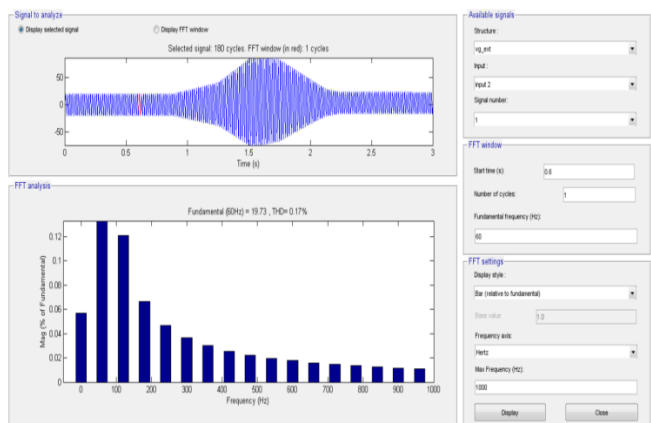 Signal to analyze
Display selected signal
Display FFT window
Selected signal: 180 cycles. FFT window (in red): 1 cycles
50
0
-50
0 0.5 1 1.5 2 2.5 3
Time (s)
FFT analysis
Fundamental (60Hz) = 19.73 , THD= 0.17%
Mag (% of Fundamental)
0.12
0.1
0.08
0.06
0.04
0.02
0
0 100 200 300 400 500 600 700 800 900 1000
Frequency (Hz)
Available signals
Structure :
vg_ext
Input :
input 2
Signal number:
1
FFT window
Start time (s):
0.6
Number of cycles:
1
Fundamental frequency (Hz):
60
FFT settings
Display style :
Bar (relative to fundamental)
Base value:
1.0
Frequency axis:
Hertz
Max Frequency (Hz):
1000
Display
Close